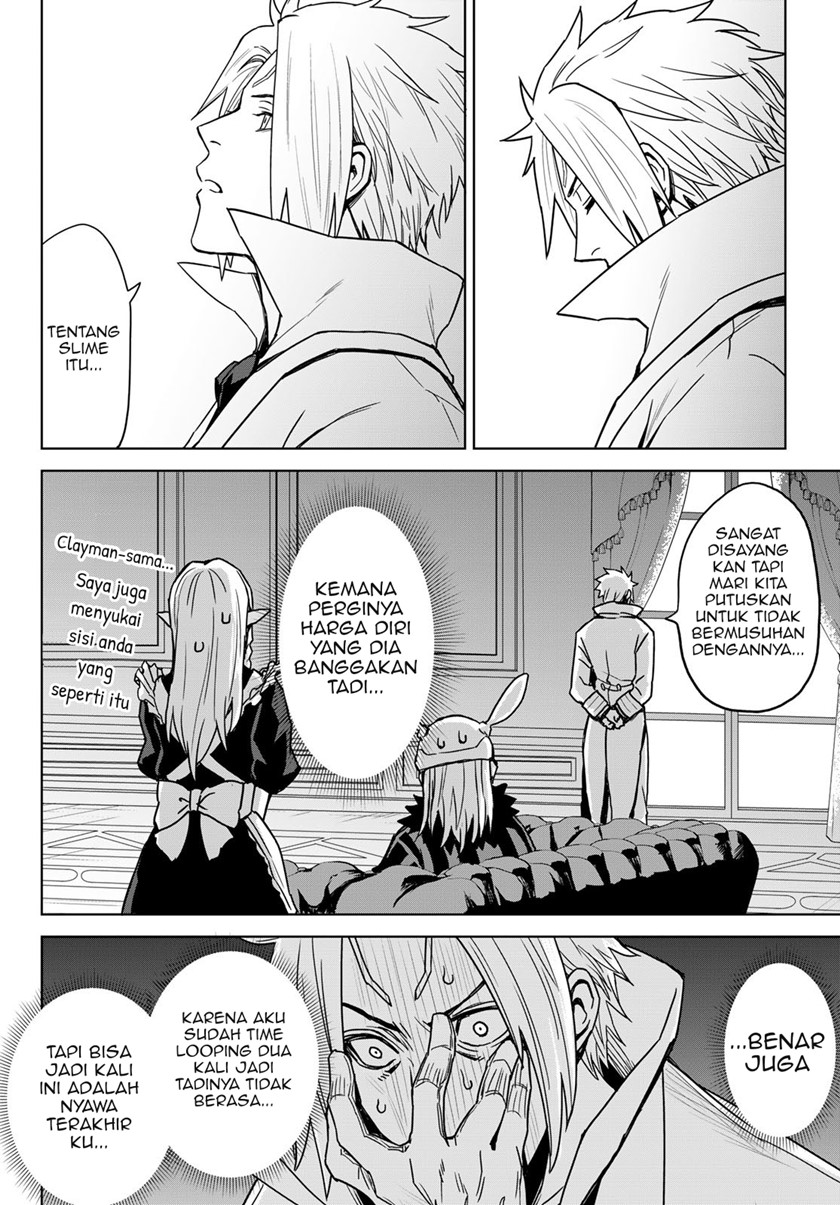 TENTANG
SLIME
ITU...
SANGAT
DISAYANG
KAN TAPI
MARI KITA
PUTUSKAN
UNTUK TIDAK
BERMUSUHAN
DENGANNYA...
KEMANA
PERGINYA
HARGA DIRI
YANG DIA
BANGGAKAN
TADI...
Clayman-sama...
Saya juga
menyukai
sisi anda
yang
seperti itu
...BENAR
JUGA
KARENA AKU
SUDAH TIME
LOOPING DUA
KALI JADI
TADINYA TIDAK
BERASA...
TAPI BISA
JADI KALI
INI ADALAH
NYAWA
TERAKHIR
KU...